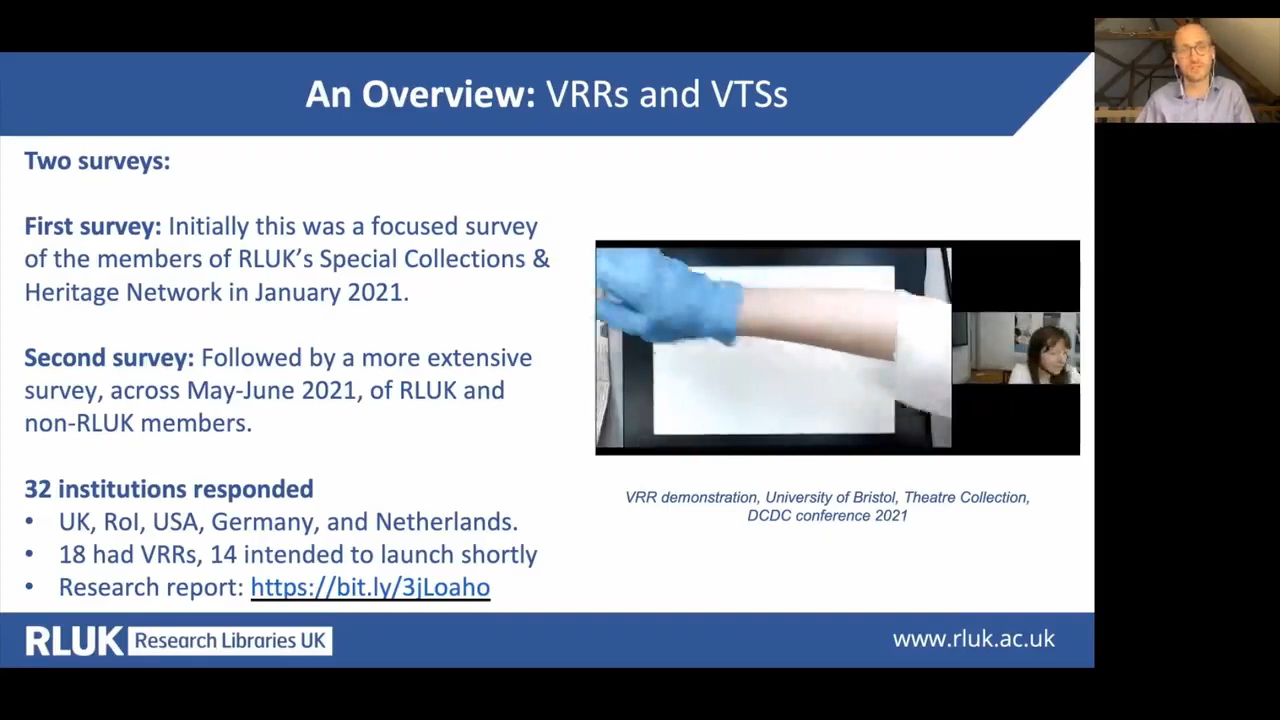 An Overview: VRRs and VTSs
Two surveys:
First survey: Initially this was a focused survey
of the members of RLUK's Special Collections &
Heritage Network in January 2021.
Second survey: Followed by a more extensive
survey, across May-June 2021, of RLUK and
non-RLUK members.
32 institutions responded
• UK, RoI, USA, Germany, and Netherlands.
• 18 had VRRs, 14 intended to launch shortly
• Research report: https://bit.ly/3jLoaho
VRR demonstration, University of Bristol, Theatre Collection,
DCDC conference 2021
RLUK Research Libraries UK
www.rluk.ac.uk